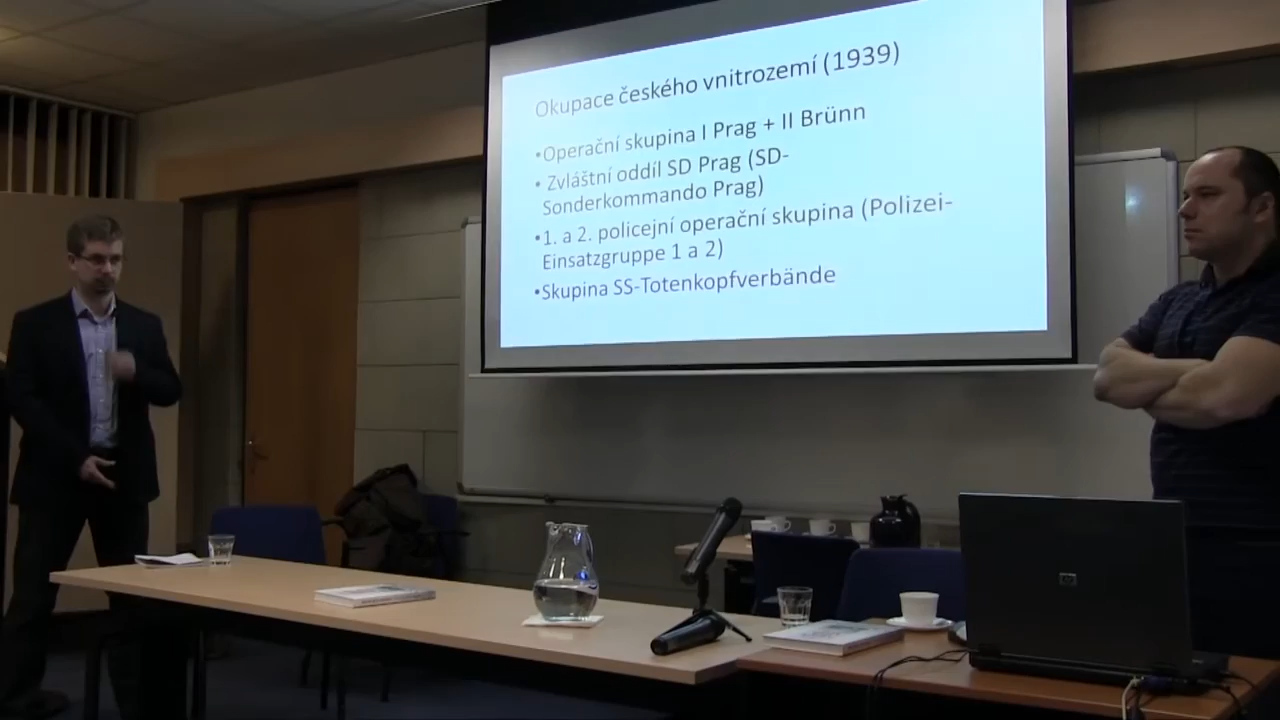 Okupace českého vnitrozemí (1939)
•Operační skupina I Prag + II Brünn
• Zvláštní oddíl SD Prag (SD-
Sonderkommando Prag)
•1. a 2. policejní operační skupina (Polizei-
Einsatzgruppe 1 a 2)
•Skupina SS-Totenkopfverbände
hp